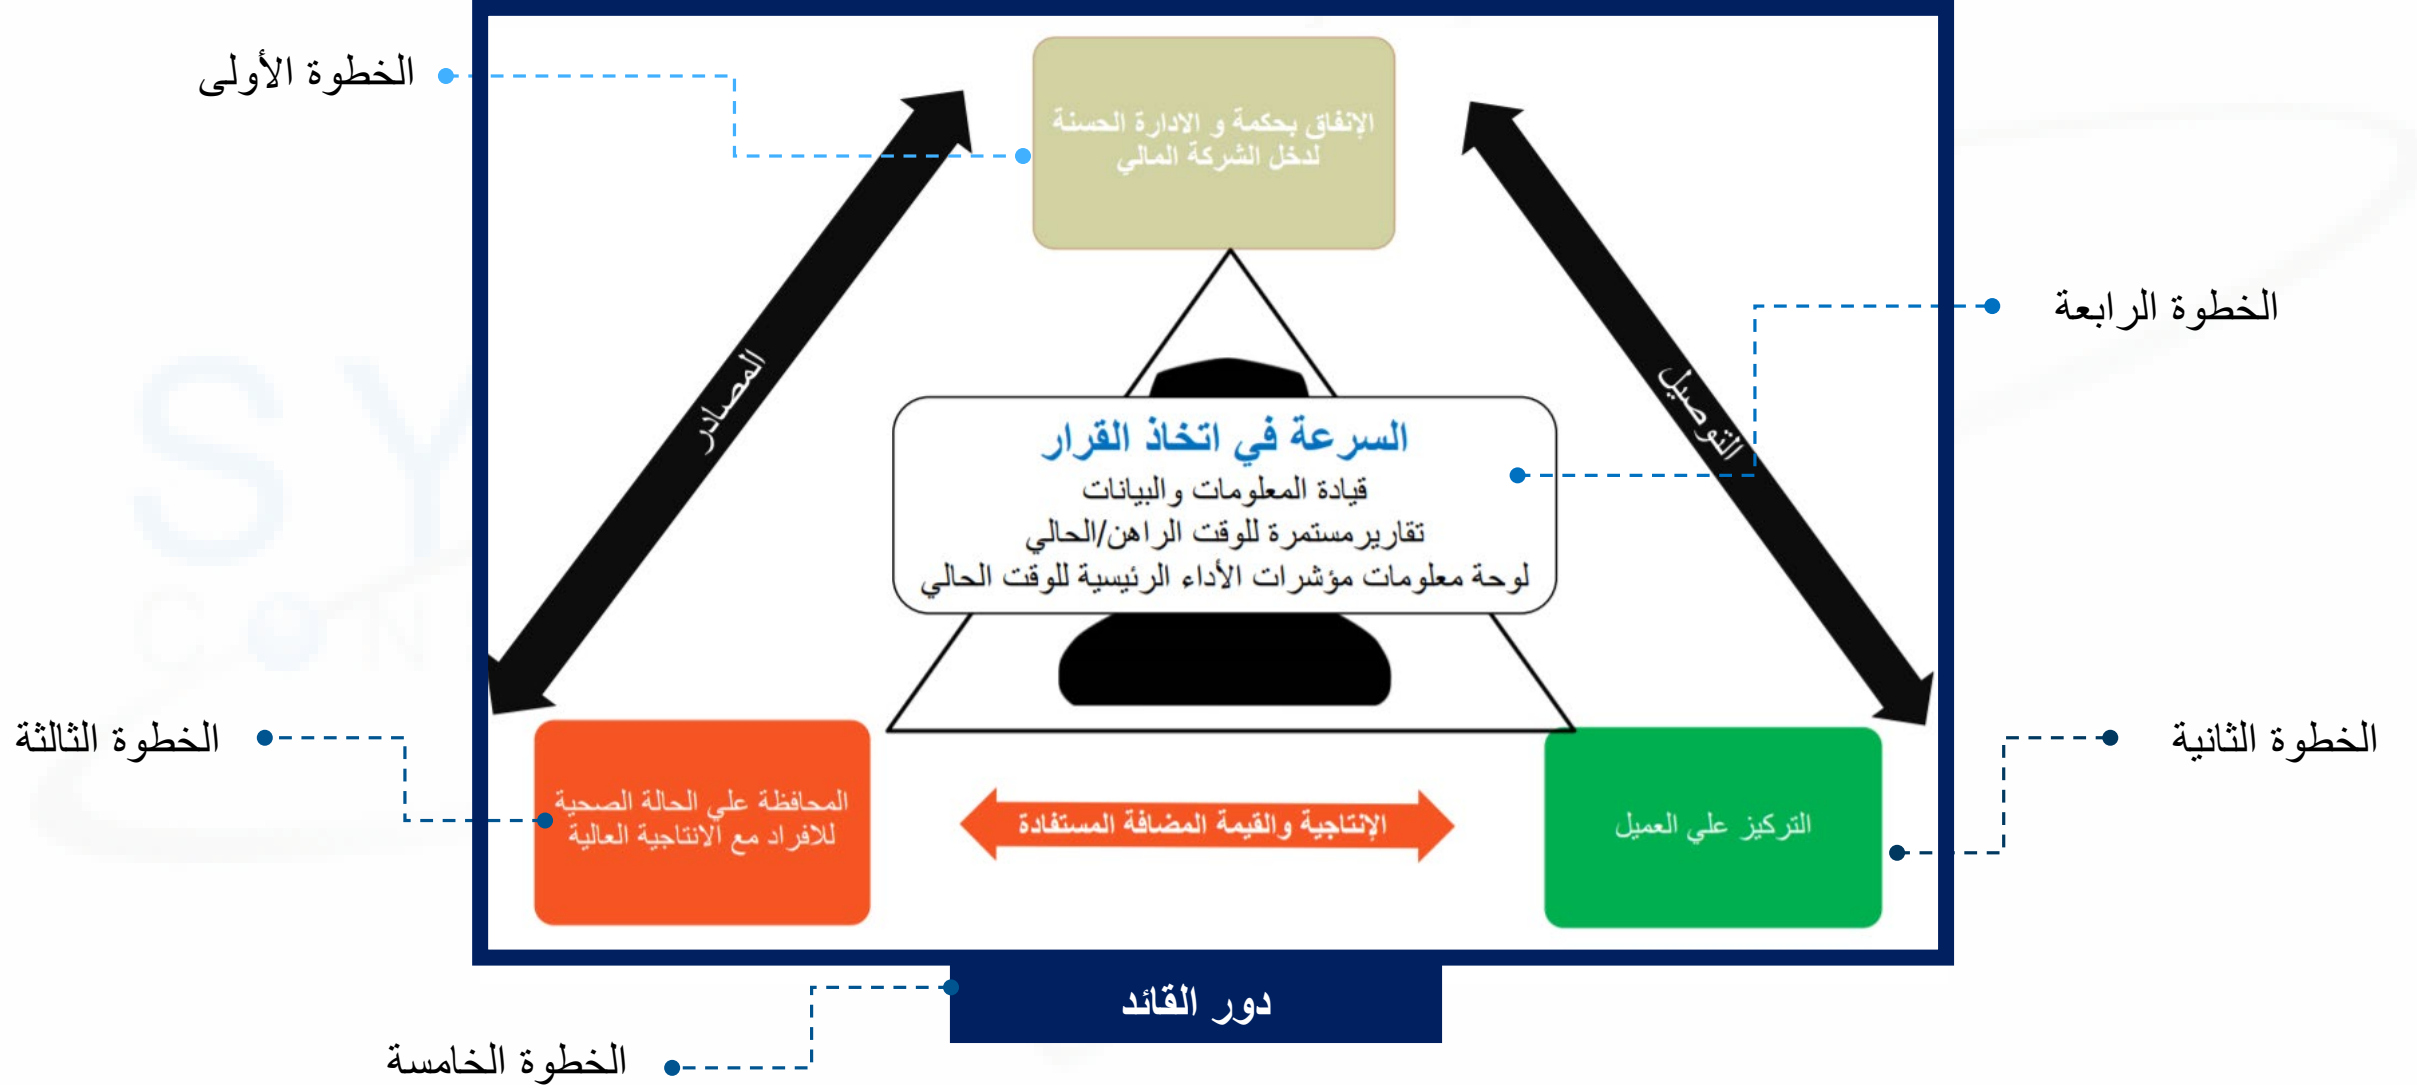 الخطوة الأولى
الإنفاق بحكمة و الادارة الحسنة
لدخل الشركة المالي
المصادر
التوصيل
الخطوة الرابعة
السرعة في اتخاذ القرار
قيادة المعلومات والبيانات
تقاريرمستمرة للوقت الراهن/الحالي
لوحة معلومات مؤشرات الأداء الرئيسية للوقت الحالي
الخطوة الثانية
الخطوة الثالثة
التركيز علي العميل
الإنتاجية والقيمة المضافة المستفادة
المحافظة علي الحالة الصحية
للافراد مع الانتاجية العالية
دور القائد
الخطوة الخامسة
SY
CON